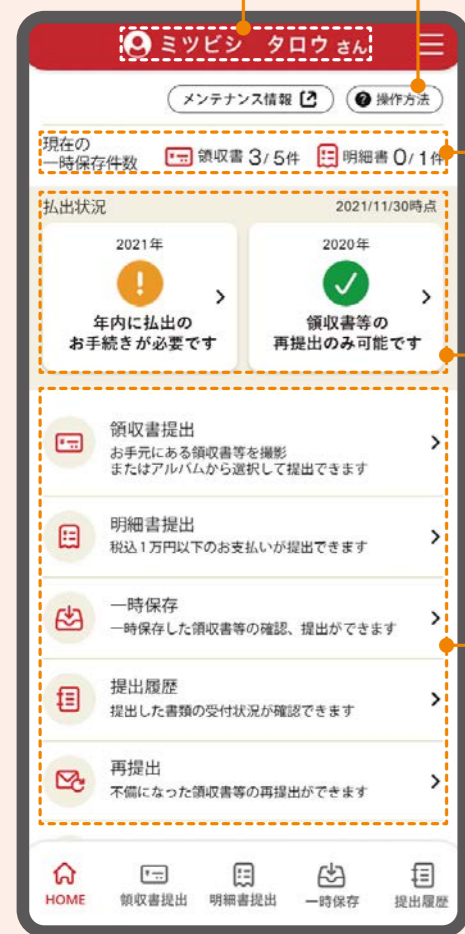 ミツビシ　タロウ さん
メンテナンス情報
? 操作方法
現在の
一時保存件数
領収書 3/5件
明細書 0/1件
払出状況
2021/11/30時点
2021年
!
年内に払出の
お手続きが必要です
2020年
領収書等の
再提出のみ可能です
領収書提出
お手元にある領収書等を撮影
またはアルバムから選択して提出できます
明細書提出
税込1万円以下のお支払いが提出できます
一時保存
一時保存した領収書等の確認、提出ができます
提出履歴
提出した書類の受付状況が確認できます
再提出
不備になった領収書等の再提出ができます
HOME
領収書提出
明細書提出
一時保存
提出履歴